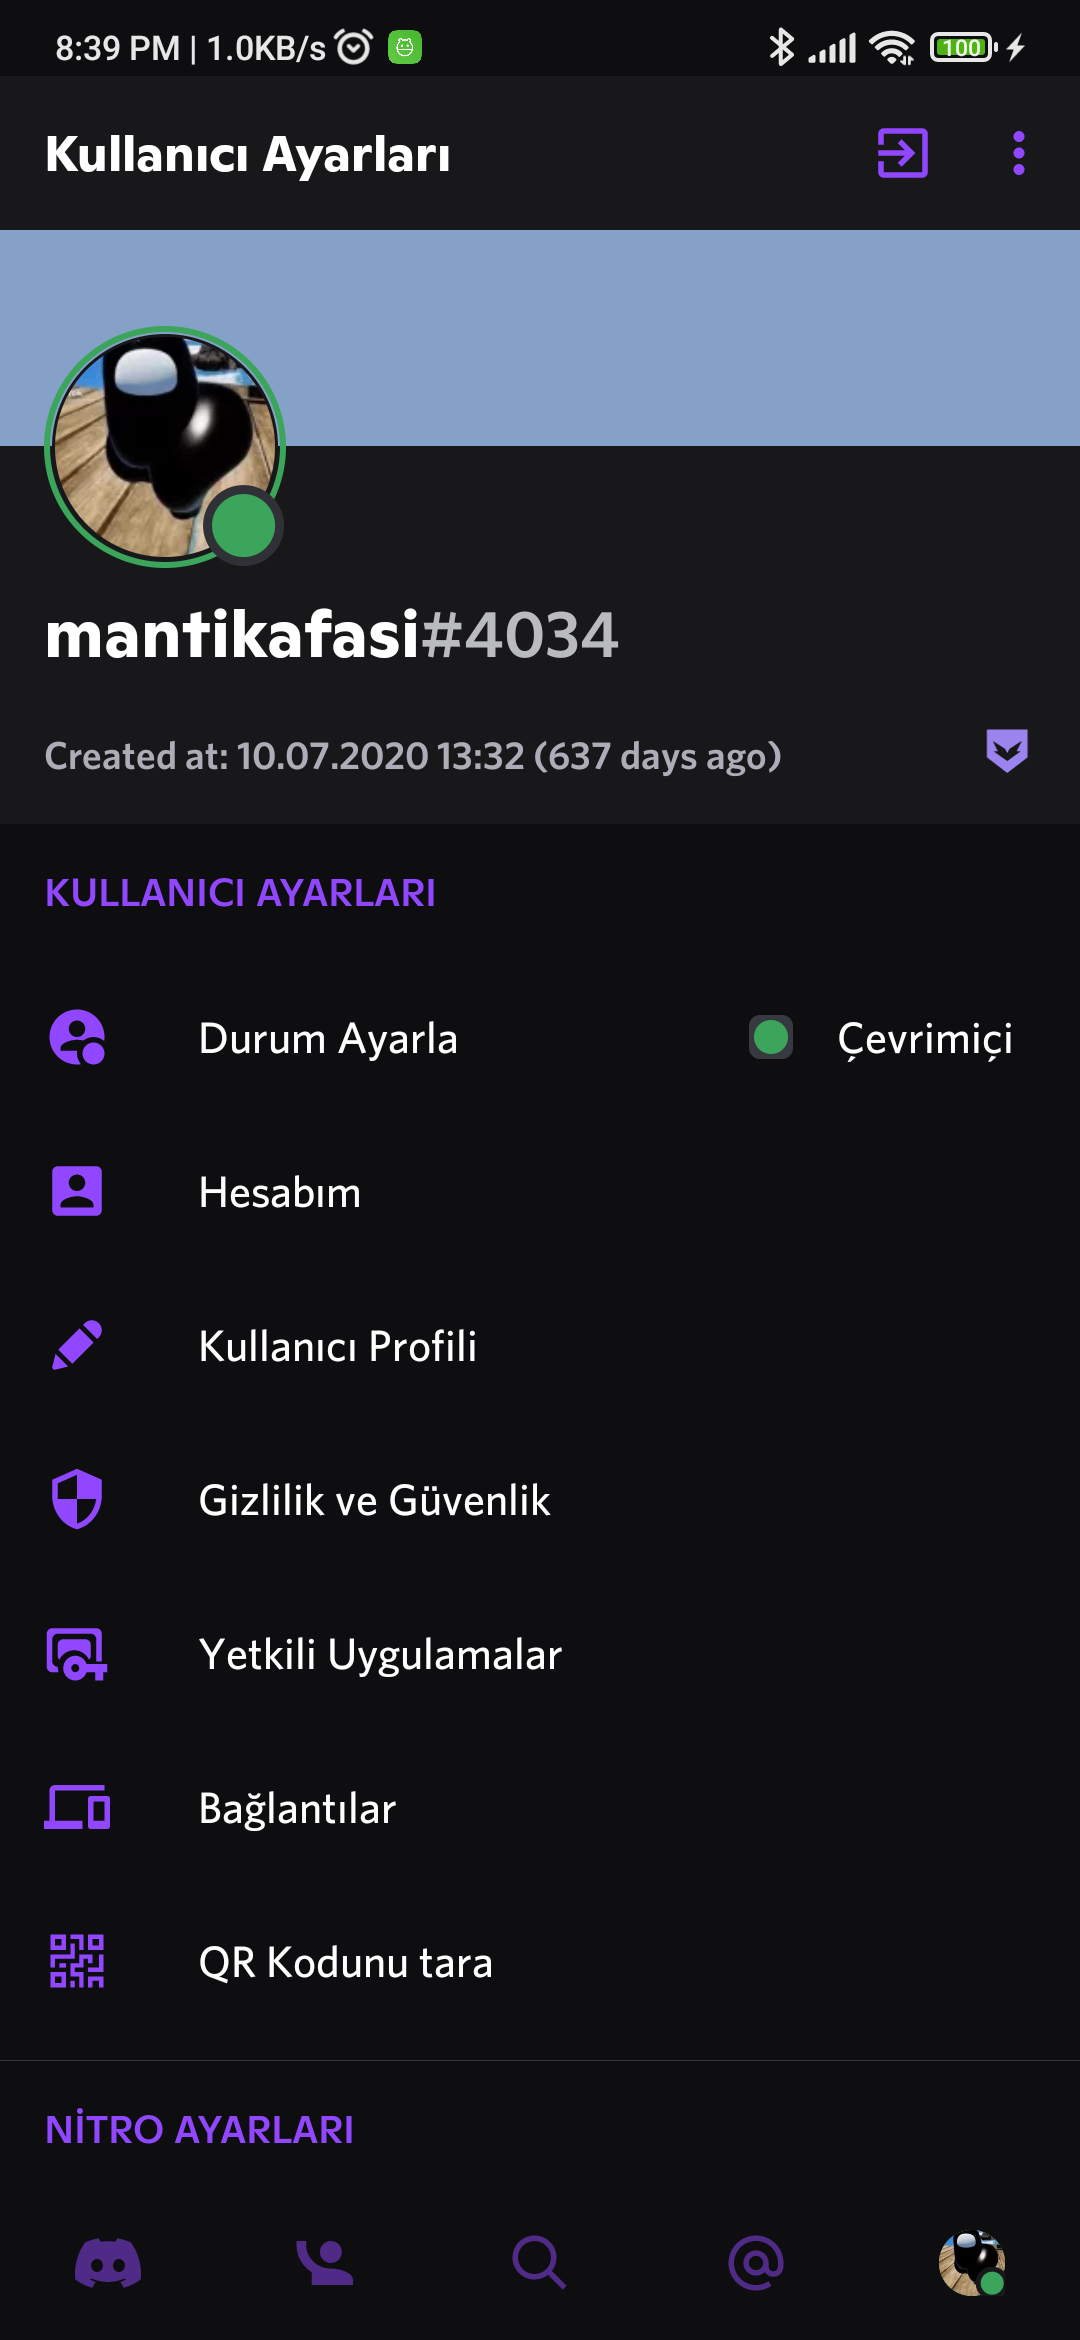 8:39 PM | 1.0KB/s
100
Kullanıcı Ayarları
mantikafasi#4034
Created at: 10.07.2020 13:32 (637 days ago)
KULLANICI AYARLARI
Durum Ayarla
Çevrimiçi
Hesabım
Kullanıcı Profili
Gizlilik ve Güvenlik
Yetkili Uygulamalar
Bağlantılar
QR Kodunu tara
NİTRO AYARLARI